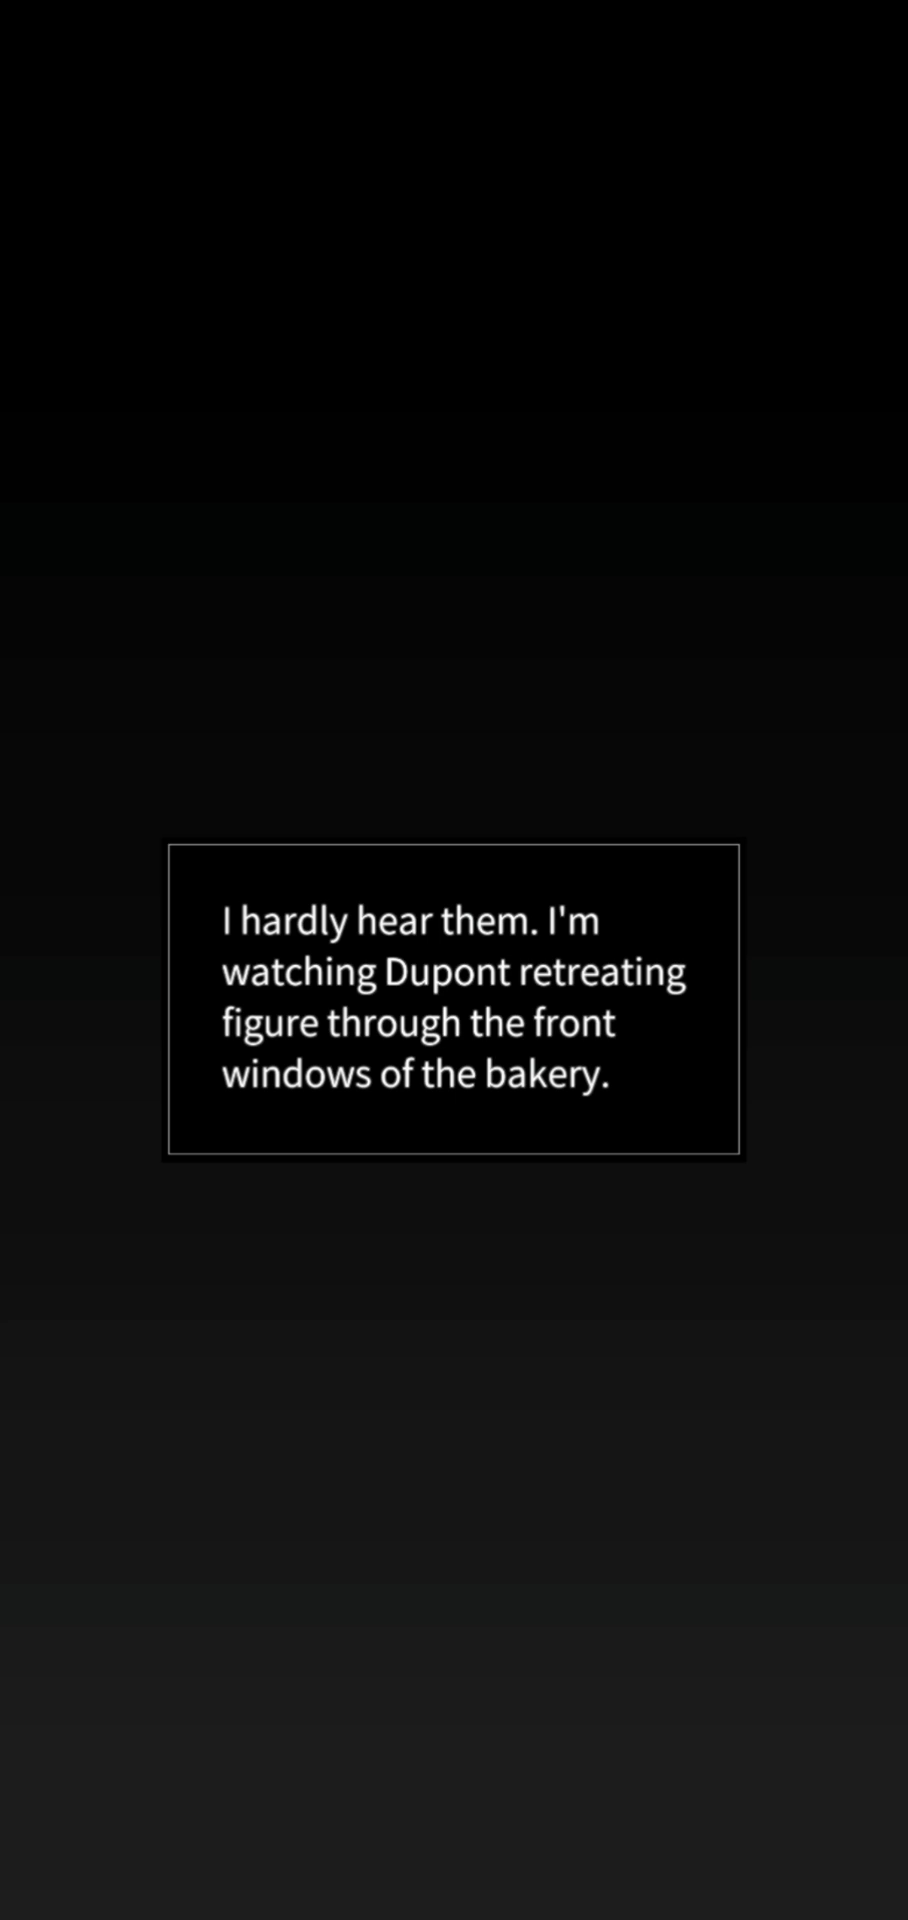 I hardly hear them. I'm
watching Dupont retreating
figure through the front
windows of the bakery.